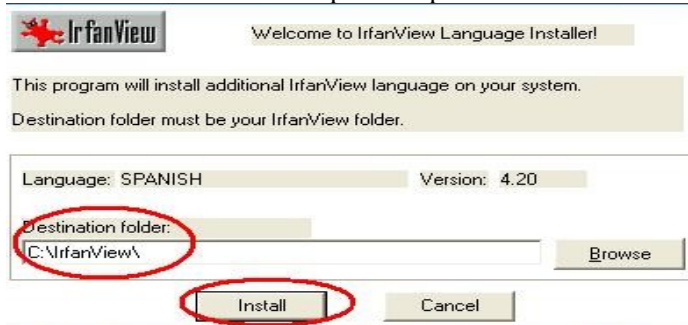 IrfanView
Welcome to IrfanView Language Installer!
This program will install additional IrfanView language on your system.
Destination folder must be your IrfanView folder.
Language: SPANISH Version: 4.20
Destination folder:
C:\IrfanView\
Browse
Install Cancel